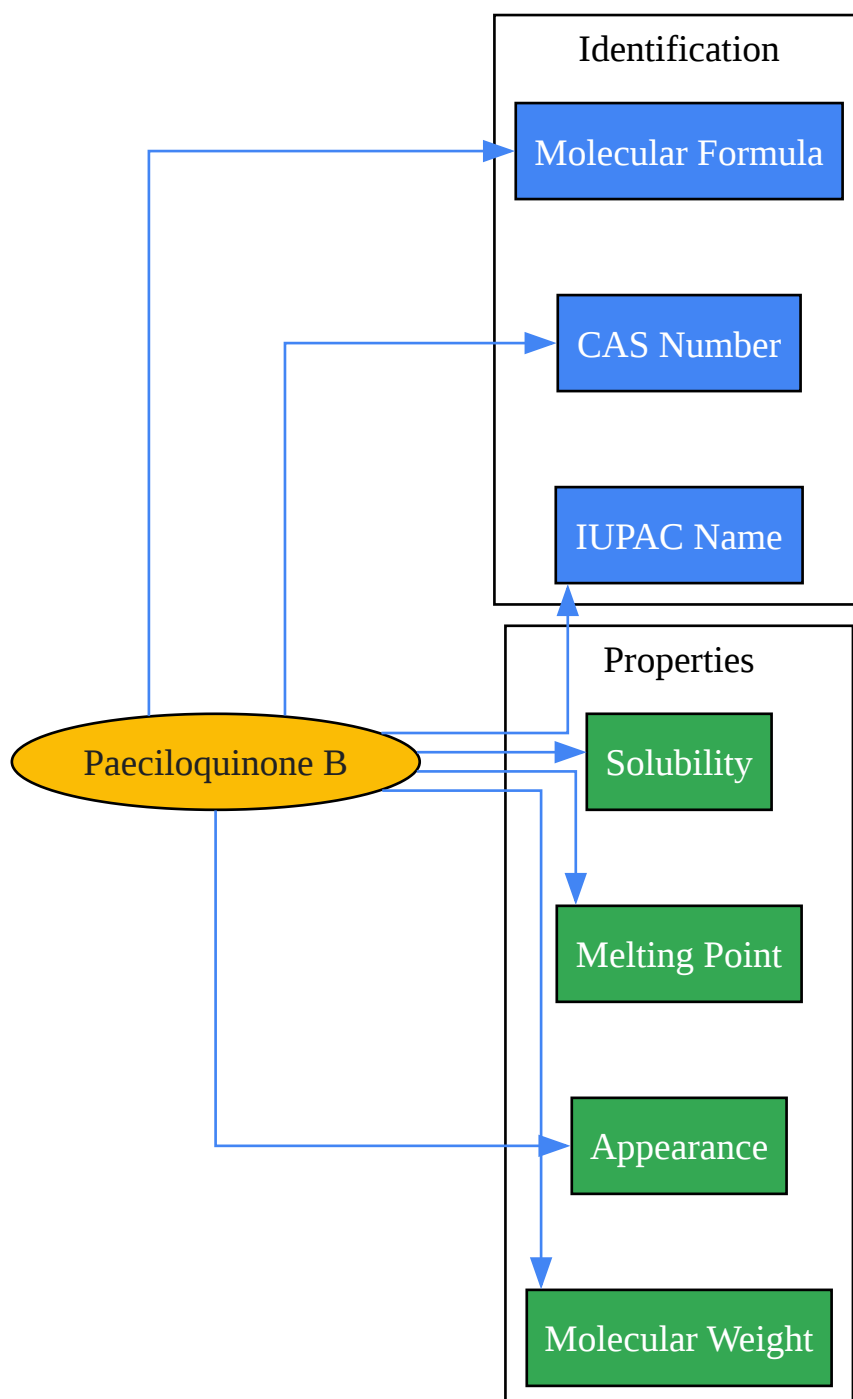 Identification
Molecular Formula
CAS Number
IUPAC Name
Properties
Paeciloquinone B
Solubility
Melting Point
Appearance
Molecular Weight